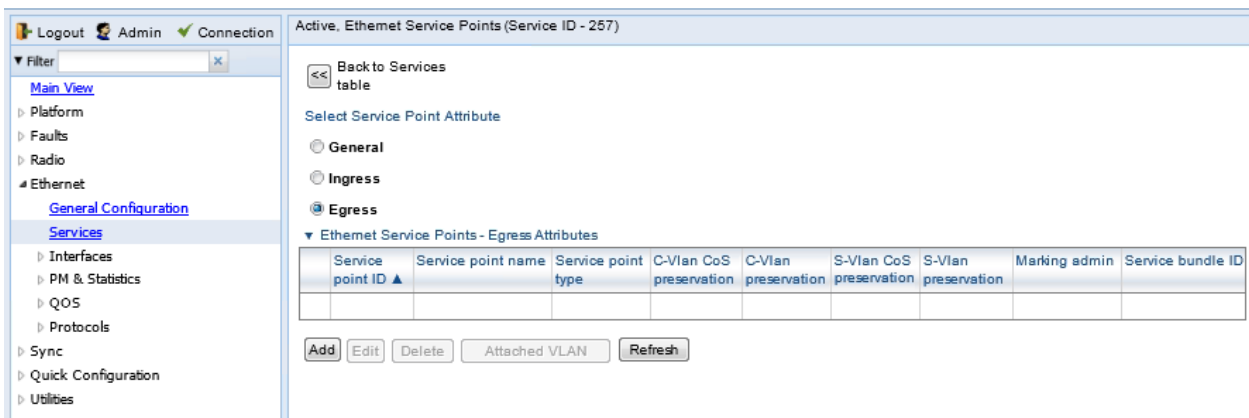 Logout Admin Connection
Filter
Main View
Platform
Faults
Radio
Ethernet
General Configuration
Services
Interfaces
PM & Statistics
QOS
Protocols
Sync
Quick Configuration
Utilities
Active, Ethernet Service Points (Service ID - 257)
<< Back to Services
table
Select Service Point Attribute
General
Ingress
Egress
Ethernet Service Points - Egress Attributes
Service point ID ▲ Service point name Service point type C-Vlan CoS preservation C-Vlan preservation S-Vlan CoS preservation S-Vlan preservation Marking admin Service bundle ID
Add Edit Delete Attached VLAN Refresh